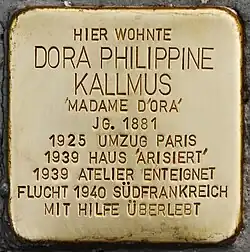 HIER WOHNTE
DORA PHILIPPINE
KALLMUS
'MADAME D'ORA'
JG. 1881
1925 UMZUG PARIS
1939 HAUS 'ARISIERT'
1939 ATELIER ENTEIGNET
FLUCHT 1940 SÜDFRANKREICH
MIT HILFE ÜBERLEBT